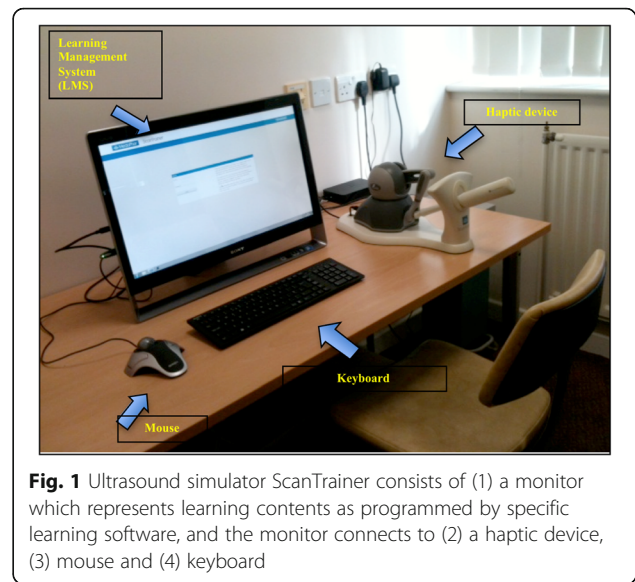 Learning
Management
System
(LMS)
Haptic device
SONY
Keyboard
Mouse
Fig. 1 Ultrasound simulator ScanTrainer consists of (1) a monitor
which represents learning contents as programmed by specific
learning software, and the monitor connects to (2) a haptic device,
(3) mouse and (4) keyboard